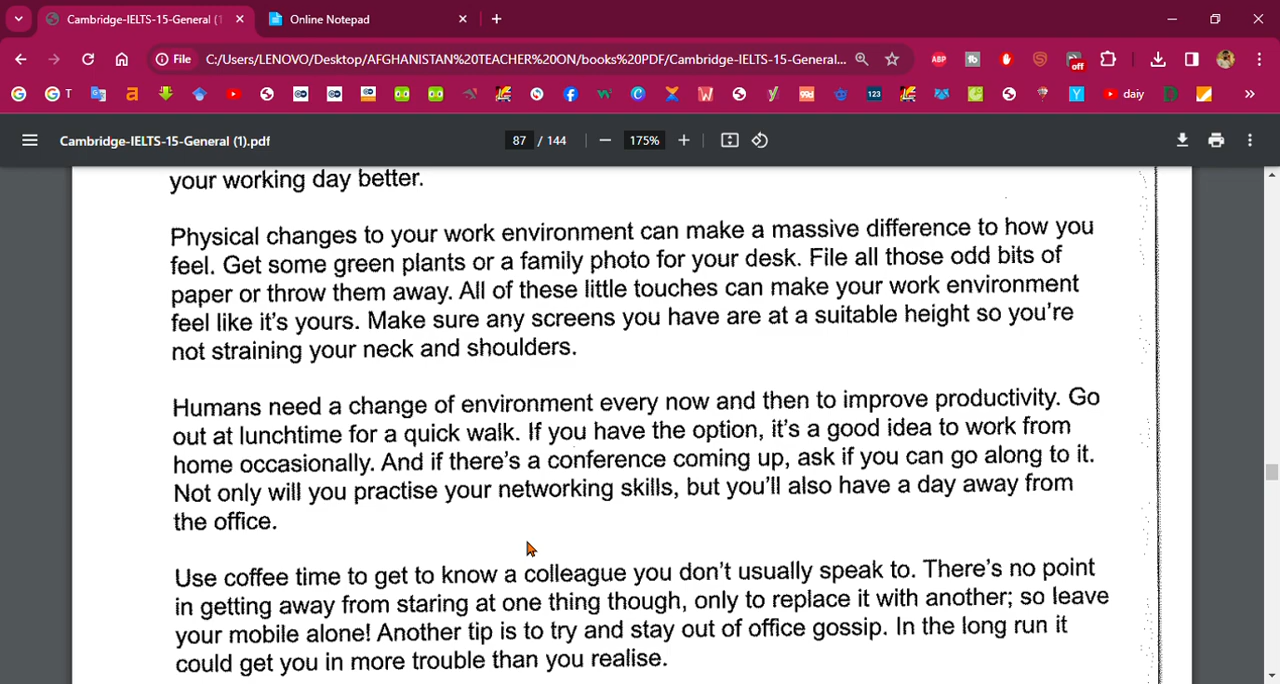 Cambridge-IELTS-15-General (1
Online Notepad
File
C:/Users/LENOVO/Desktop/AFGHANISTAN%20TEACHER%20ON/books%20PDF/Cambridge-IELTS-15-General...
ABP
off
G T
123
daiy
Cambridge-IELTS-15-General (1).pdf
87 / 144
175%
your working day better.
Physical changes to your work environment can make a massive difference to how you
feel. Get some green plants or a family photo for your desk. File all those odd bits of
paper or throw them away. All of these little touches can make your work environment
feel like it's yours. Make sure any screens you have are at a suitable height so you're
not straining your neck and shoulders.
Humans need a change of environment every now and then to improve productivity. Go
out at lunchtime for a quick walk. If you have the option, it's a good idea to work from
home occasionally. And if there's a conference coming up, ask if you can go along to it.
Not only will you practise your networking skills, but you'll also have a day away from
the office.
Use coffee time to get to know a colleague you don't usually speak to. There's no point
in getting away from staring at one thing though, only to replace it with another; so leave
your mobile alone! Another tip is to try and stay out of office gossip. In the long run it
could get you in more trouble than you realise.